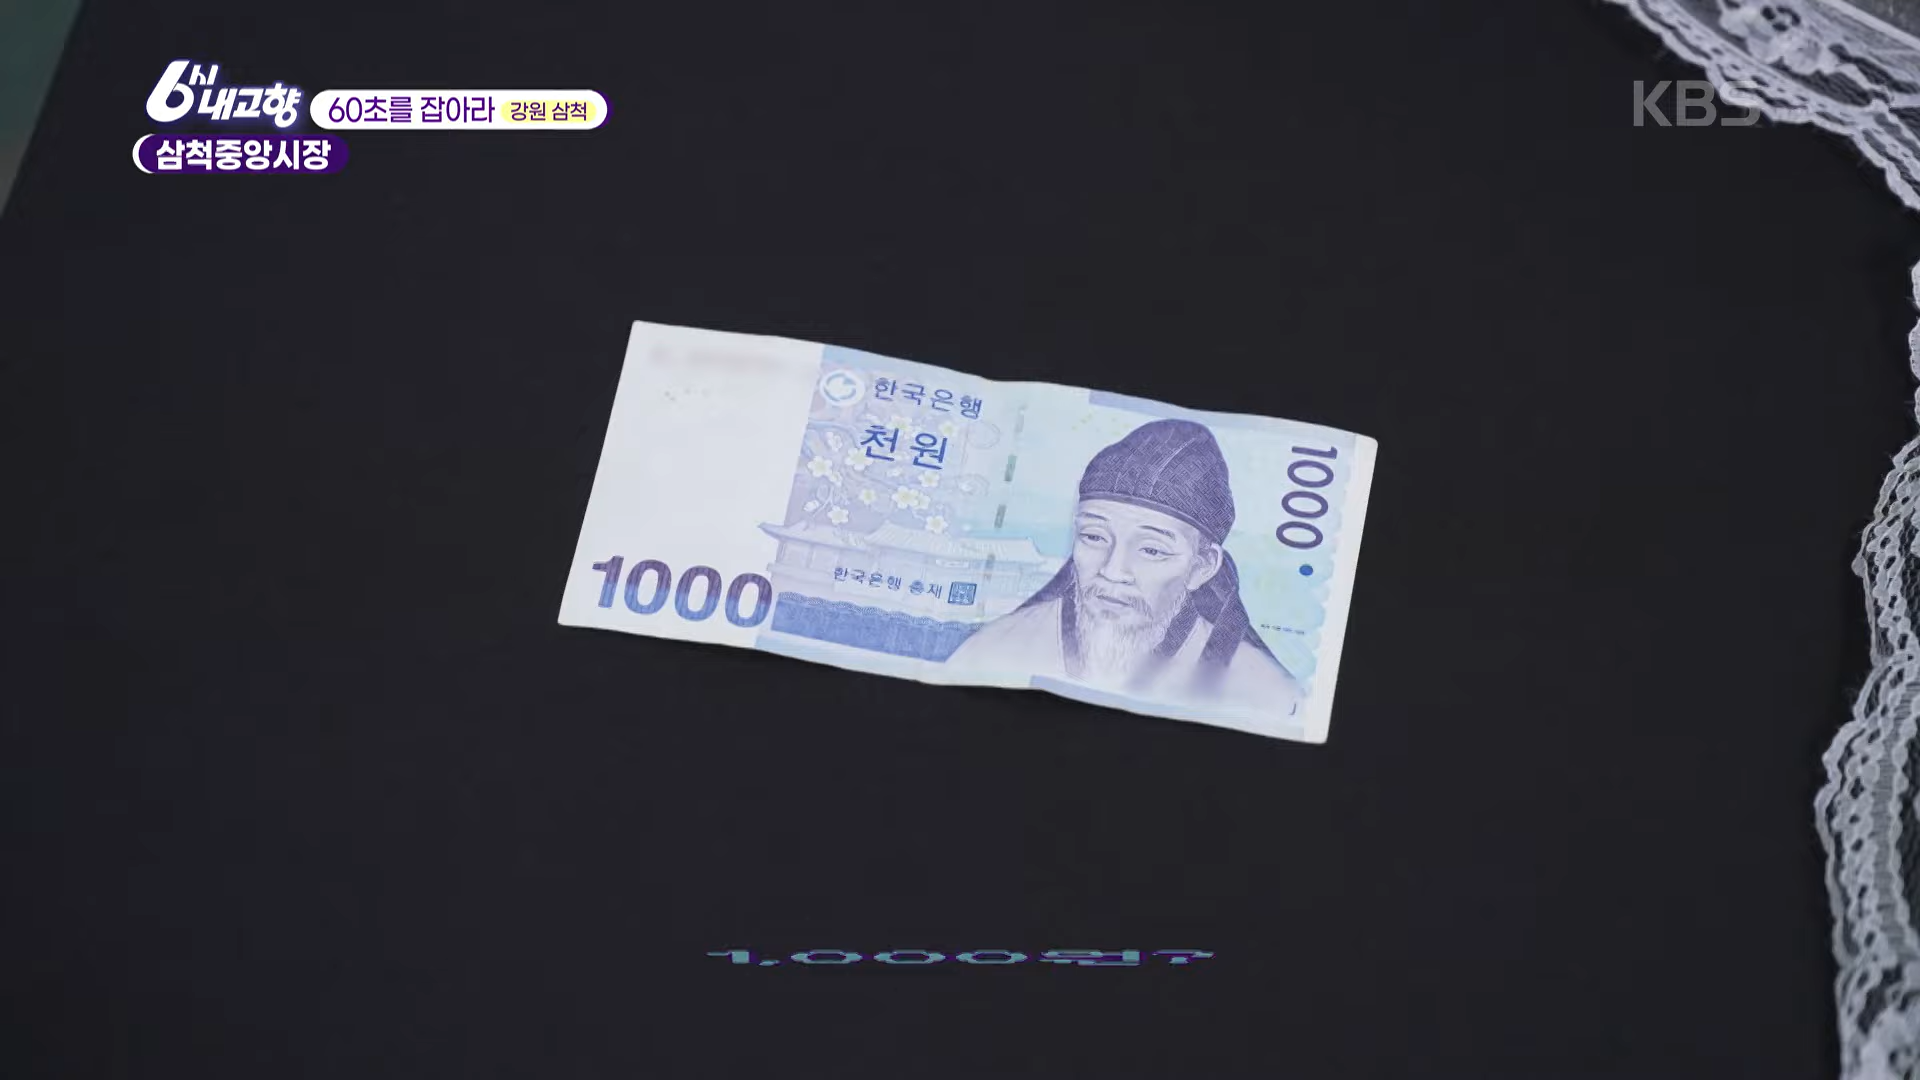 6시 내고향
60초를 잡아라 강원 삼척
삼척중앙시장
KBS
한국은행
천원
1000
한국은행 총재
1000
1,000원?